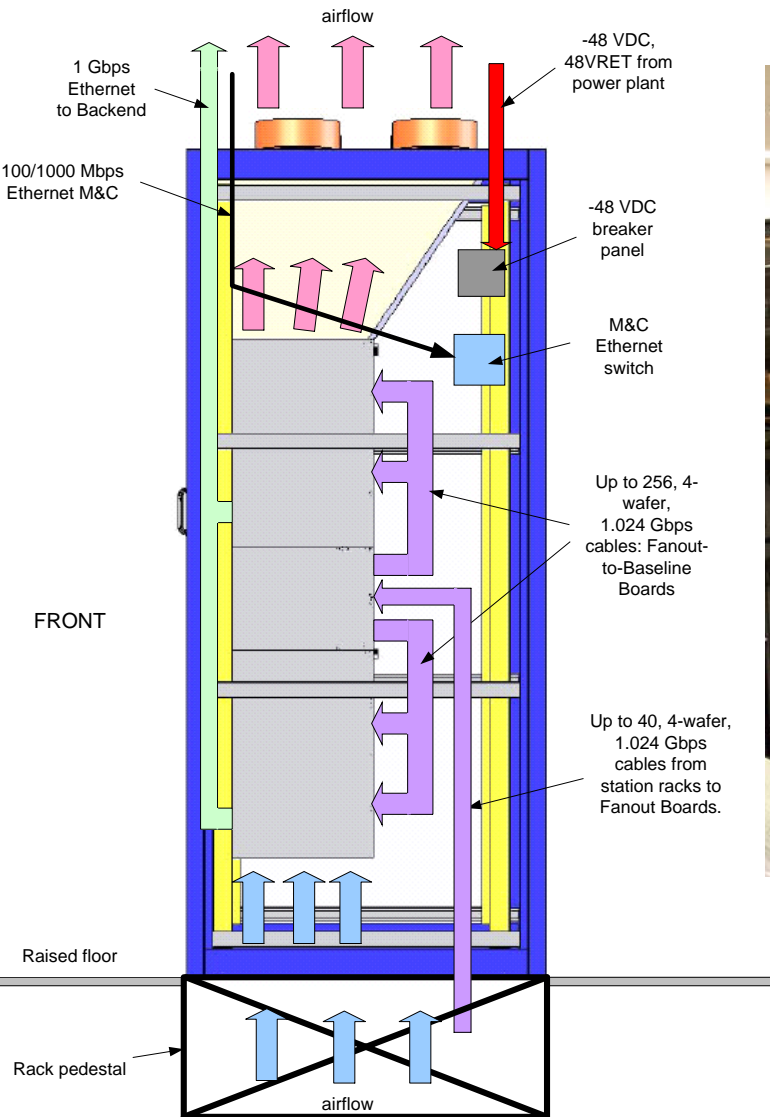 airflow
1 Gbps
Ethernet
to Backend
-48 VDC,
48VRET from
power plant
100/1000 Mbps
Ethernet M&C
-48 VDC
breaker
panel
M&C
Ethernet
switch
Up to 256, 4-
wafer,
1.024 Gbps
cables: Fanout-
to-Baseline
Boards
FRONT
Up to 40, 4-wafer,
1.024 Gbps
cables from
station racks to
Fanout Boards.
Raised floor
Rack pedestal
airflow